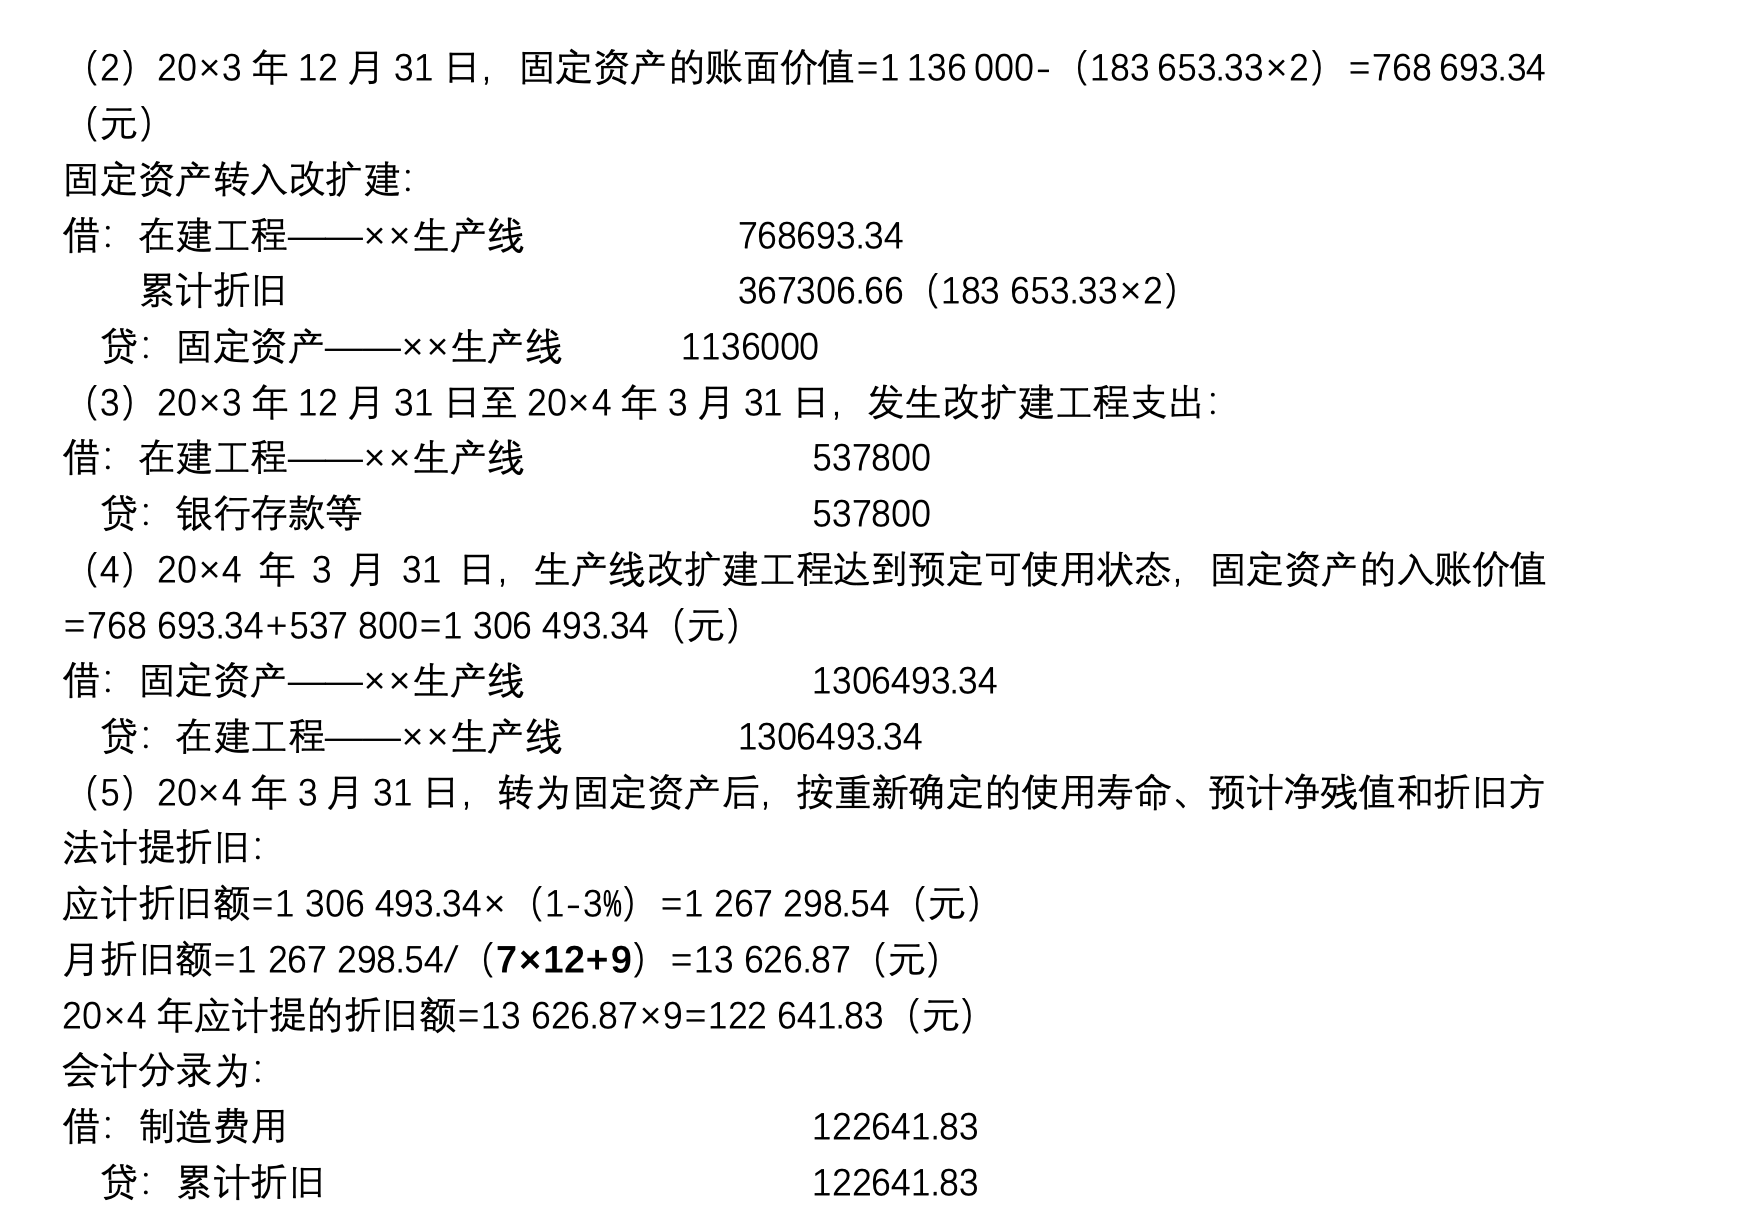 （2）20×3 年 12 月 31 日，固定资产的账面价值=1 136 000-（183 653.33×2）=768 693.34
（元）
固定资产转入改扩建：
借：在建工程——××生产线 768693.34
累计折旧 367306.66（183 653.33×2）
贷：固定资产——××生产线 1136000
（3）20×3 年 12 月 31 日至 20×4 年 3 月 31 日，发生改扩建工程支出：
借：在建工程——××生产线 537800
贷：银行存款等 537800
（4）20×4 年 3 月 31 日，生产线改扩建工程达到预定可使用状态，固定资产的入账价值
=768 693.34+537 800=1 306 493.34（元）
借：固定资产——××生产线 1306493.34
贷：在建工程——××生产线 1306493.34
（5）20×4 年 3 月 31 日，转为固定资产后，按重新确定的使用寿命、预计净残值和折旧方
法计提折旧：
应计折旧额=1 306 493.34×（1-3%）=1 267 298.54（元）
月折旧额=1 267 298.54/（7×12+9）=13 626.87（元）
20×4 年应计提的折旧额=13 626.87×9=122 641.83（元）
会计分录为：
借：制造费用 122641.83
贷：累计折旧 122641.83